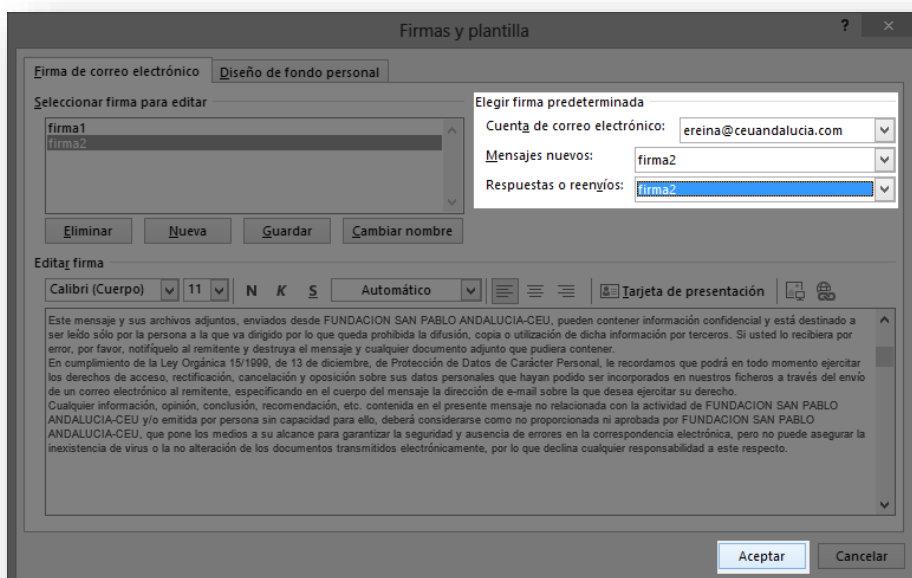 Firmas y plantilla
?
Firma de correo electrónico
Diseño de fondo personal
Seleccionar firma para editar
firma1
firma2
Eliminar
Nueva
Guardar
Cambiar nombre
Elegir firma predeterminada
Cuenta de correo electrónico: ereina@ceuandalucia.com
Mensajes nuevos: firma2
Respuestas o reenvíos: firma2
Editar firma
Calibri (Cuerpo) 11 N K S Automático Tarjeta de presentación
Este mensaje y sus archivos adjuntos, enviados desde FUNDACION SAN PABLO ANDALUCIA-CEU, pueden contener información confidencial y está destinado a
ser leído sólo por la persona a la que va dirigido por lo que queda prohibida la difusión, copia o utilización de dicha información por terceros. Si usted lo recibiera por
error, por favor, notifíquelo al remitente y destruya el mensaje y cualquier documento adjunto que pudiera contener.
En cumplimiento de la Ley Orgánica 15/1999, de 13 de diciembre, de Protección de Datos de Carácter Personal, le recordamos que podrá en todo momento ejercitar
los derechos de acceso, rectificación, cancelación y oposición sobre sus datos personales que hayan podido ser incorporados en nuestros ficheros a través del envío
de un correo electrónico al remitente, especificando en el cuerpo del mensaje la dirección de e-mail sobre la que desea ejercitar su derecho.
Cualquier información, opinión, conclusión, recomendación, etc. contenida en el presente mensaje no relacionada con la actividad de FUNDACION SAN PABLO
ANDALUCIA-CEU y/o emitida por persona sin capacidad para ello, deberá considerarse como no proporcionada ni aprobada por FUNDACION SAN PABLO
ANDALUCIA-CEU, que pone los medios a su alcance para garantizar la seguridad y ausencia de errores en la correspondencia electrónica, pero no puede asegurar la
inexistencia de virus o la no alteración de los documentos transmitidos electrónicamente, por lo que declina cualquier responsabilidad a este respecto.
Aceptar
Cancelar